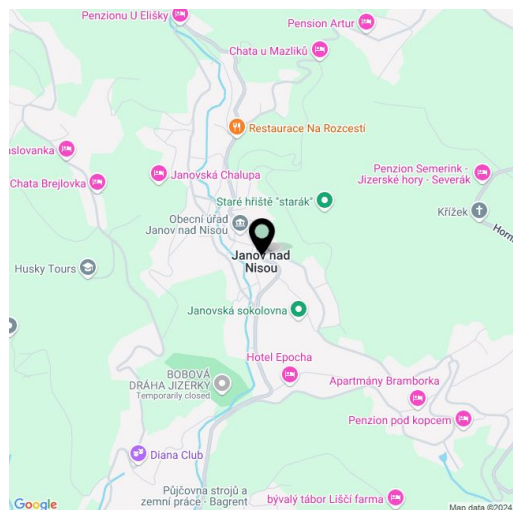 Penzionu U Elišky
Pension Artur
Chata u Mazliků
Restaurace Na Rozcestí
oslovanka
Chata Brejlovka
Janovská Chalupa
Penzion Semerink -
Jizerské hory - Severák
Staré hřiště "starák"
Křížek
Obecní úřad
Janov nad Nisou
Horn
Husky Tours
Janov nad
Nisou
Janovská sokolovna
Hotel Epocha
BOBOVÁ
DRÁHA JIZERKY
Temporarily closed
Apartmány Bramborka
Penzion pod kopcem
Diana Club
Půjčovna strojů a
zemní práce - Bagrent
bývalý tábor Liščí farma
Google
Map data ©2024